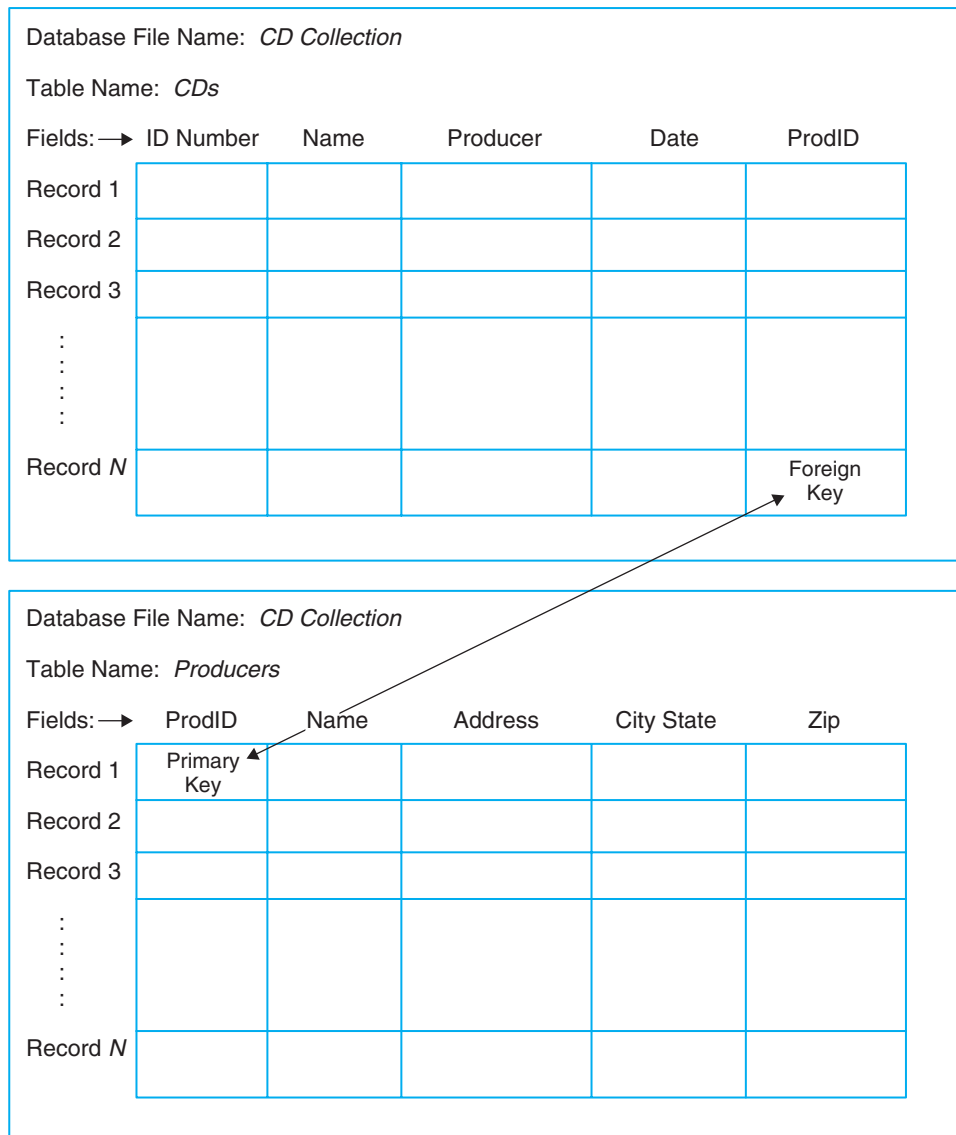 Database File Name: CD Collection
Table Name: CDs
Fields: ID Number Name Producer Date ProdID
Record 1
Record 2
Record 3
:
:
:
:
Record N
Foreign
Key
Database File Name: CD Collection
Table Name: Producers
Fields: ProdID Name Address City State Zip
Record 1
Primary
Key
Record 2
Record 3
:
:
:
:
Record N